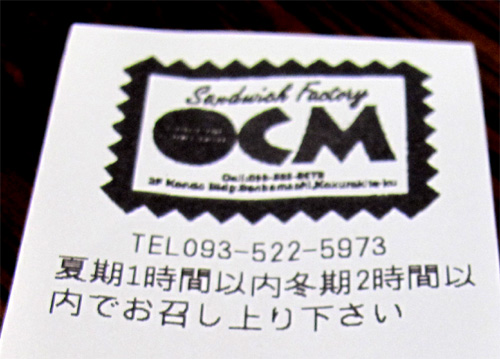 Sandwich Factory
OCM
TEL093-522-5973
夏期1時間以内冬期2時間以
内でお召し上り下さい